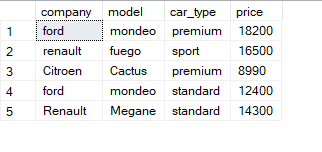 company model car_type price
1 ford mondeo premium 18200
2 renault fuego sport 16500
3 Citroen Cactus premium 8990
4 ford mondeo standard 12400
5 Renault Megane standard 14300